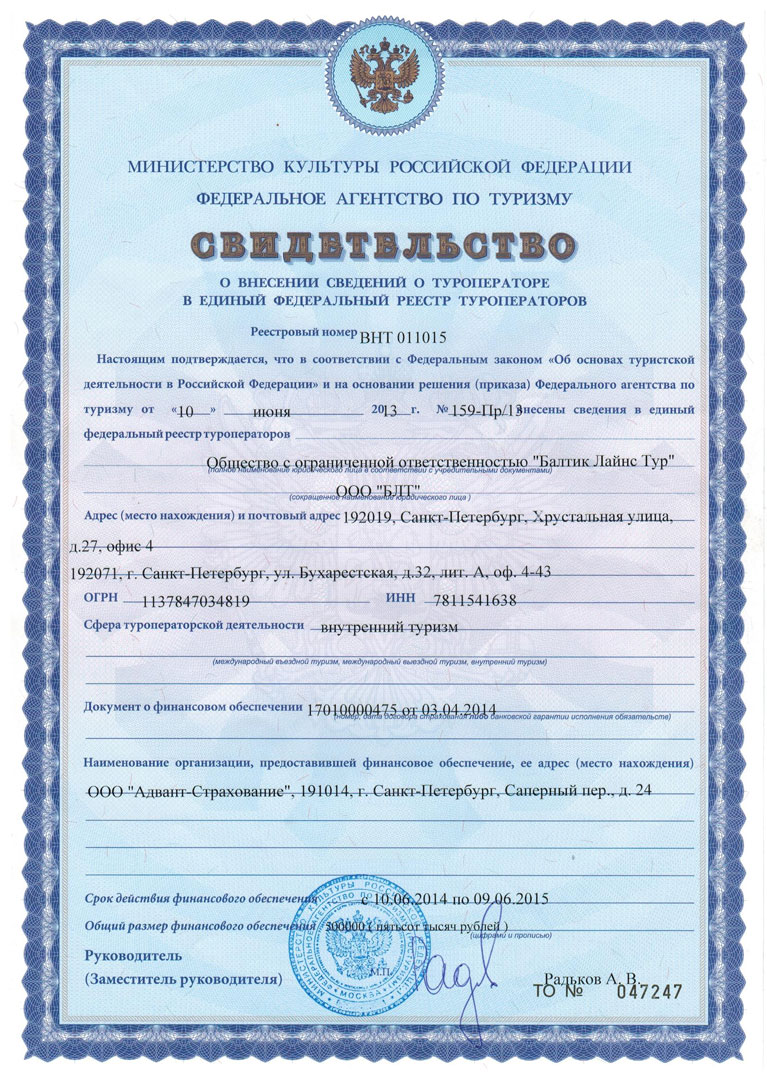 МИНИСТЕРСТВО КУЛЬТУРЫ РОССИЙСКОЙ ФЕДЕРАЦИИ
ФЕДЕРАЛЬНОЕ АГЕНТСТВО ПО ТУРИЗМУ
СВИДЕТЕЛЬСТВО
О ВНЕСЕНИИ СВЕДЕНИЙ О ТУРОПЕРАТОРЕ
В ЕДИНЫЙ ФЕДЕРАЛЬНЫЙ РЕЕСТР ТУРОПЕРАТОРОВ
Реестровый номер ВНТ 011015
Настоящим подтверждается, что в соответствии с Федеральным законом «Об основах туристской
деятельности в Российской Федерации» и на основании решения (приказа) Федерального агентства по
туризму от «10» июня 2013 г. № 159-Пр/13 внесены сведения в единый
федеральный реестр туроператоров
Общество с ограниченной ответственностью "Балтик Лайнс Тур"
(полное наименование юридического лица в соответствии с учредительными документами)
ООО "БЛТ"
(сокращенное наименование юридического лица )
Адрес (место нахождения) и почтовый адрес 192019, Санкт-Петербург, Хрустальная улица,
д.27, офис 4
192071, г. Санкт-Петербург, ул. Бухарестская, д.32, лит. А, оф. 4-43
ОГРН 1137847034819 ИНН 7811541638
Сфера туроператорской деятельности внутренний туризм
(международный въездной туризм, международный выездной туризм, внутренний туризм)
Документ о финансовом обеспечении 17010000475 от 03.04.2014
(номер, дата договора страхования либо банковской гарантии исполнения обязательств)
Наименование организации, предоставившей финансовое обеспечение, ее адрес (место нахождения)
ООО "Адвант-Страхование", 191014, г. Санкт-Петербург, Саперный пер., д. 24
Срок действия финансового обеспечения с 10.06.2014 по 09.06.2015
Общий размер финансового обеспечения 500000 ( пятьсот тысяч рублей )
(цифрами и прописью)
Руководитель
(Заместитель руководителя) М.П. Радьков А. В.
ТО № 047247